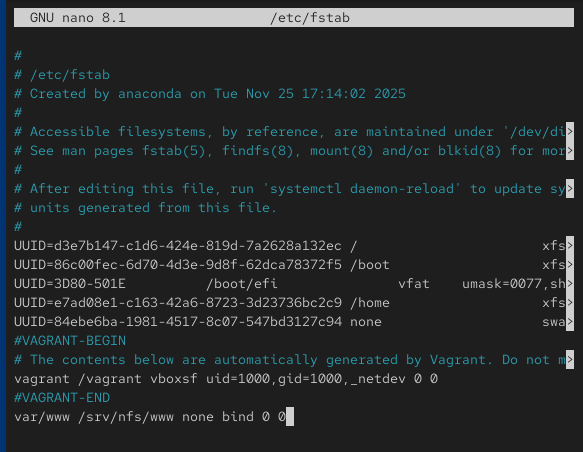 GNU nano 8.1 /etc/fstab
#
# /etc/fstab
# Created by anaconda on Tue Nov 25 17:14:02 2025
#
# Accessible filesystems, by reference, are maintained under '/dev/di>
# See man pages fstab(5), findfs(8), mount(8) and/or blkid(8) for mor>
#
# After editing this file, run 'systemctl daemon-reload' to update sy>
# units generated from this file.
#
UUID=d3e7b147-c1d6-424e-819d-7a2628a132ec / xfs>
UUID=86c00fec-6d70-4d3e-9d8f-62dca78372f5 /boot xfs>
UUID=3D80-501E /boot/efi vfat umask=0077,sh>
UUID=e7ad08e1-c163-42a6-8723-3d23736bc2c9 /home xfs>
UUID=84ebe6ba-1981-4517-8c07-547bd3127c94 none swa>
#VAGRANT-BEGIN
# The contents below are automatically generated by Vagrant. Do not m>
vagrant /vagrant vboxsf uid=1000,gid=1000,_netdev 0 0
#VAGRANT-END
var/www /srv/nfs/www none bind 0 0